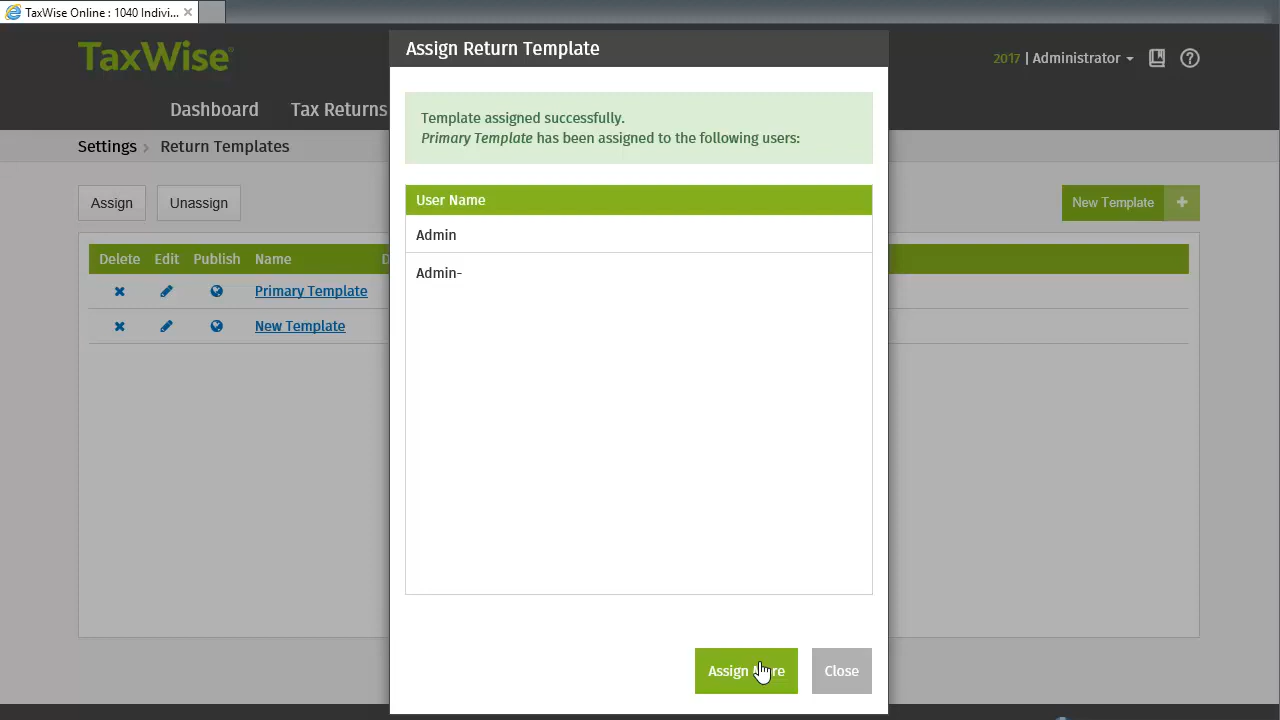 TaxWise Online : 1040 Indivi...
TaxWise
2017 | Administrator
Dashboard
Tax Returns
Settings
Return Templates
Assign
Unassign
New Template +
Delete Edit Publish Name
Primary Template
New Template
Assign Return Template
Template assigned successfully.
Primary Template has been assigned to the following users:
User Name
Admin
Admin-
Assign
Close